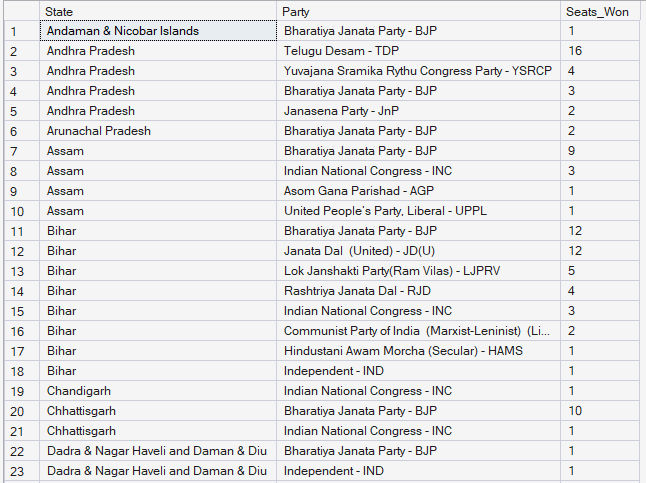 State Party Seats_Won
1 Andaman & Nicobar Islands Bharatiya Janata Party - BJP 1
2 Andhra Pradesh Telugu Desam - TDP 16
3 Andhra Pradesh Yuvajana Sramika Rythu Congress Party - YSRCP 4
4 Andhra Pradesh Bharatiya Janata Party - BJP 3
5 Andhra Pradesh Janasena Party - JnP 2
6 Arunachal Pradesh Bharatiya Janata Party - BJP 2
7 Assam Bharatiya Janata Party - BJP 9
8 Assam Indian National Congress - INC 3
9 Assam Asom Gana Parishad - AGP 1
10 Assam United People's Party, Liberal - UPPL 1
11 Bihar Bharatiya Janata Party - BJP 12
12 Bihar Janata Dal (United) - JD(U) 12
13 Bihar Lok Janshakti Party(Ram Vilas) - LJPRV 5
14 Bihar Rashtriya Janata Dal - RJD 4
15 Bihar Indian National Congress - INC 3
16 Bihar Communist Party of India (Marxist-Leninist) (Li... 2
17 Bihar Hindustani Awam Morcha (Secular) - HAMS 1
18 Bihar Independent - IND 1
19 Chandigarh Indian National Congress - INC 1
20 Chhattisgarh Bharatiya Janata Party - BJP 10
21 Chhattisgarh Indian National Congress - INC 1
22 Dadra & Nagar Haveli and Daman & Diu Bharatiya Janata Party - BJP 1
23 Dadra & Nagar Haveli and Daman & Diu Independent - IND 1